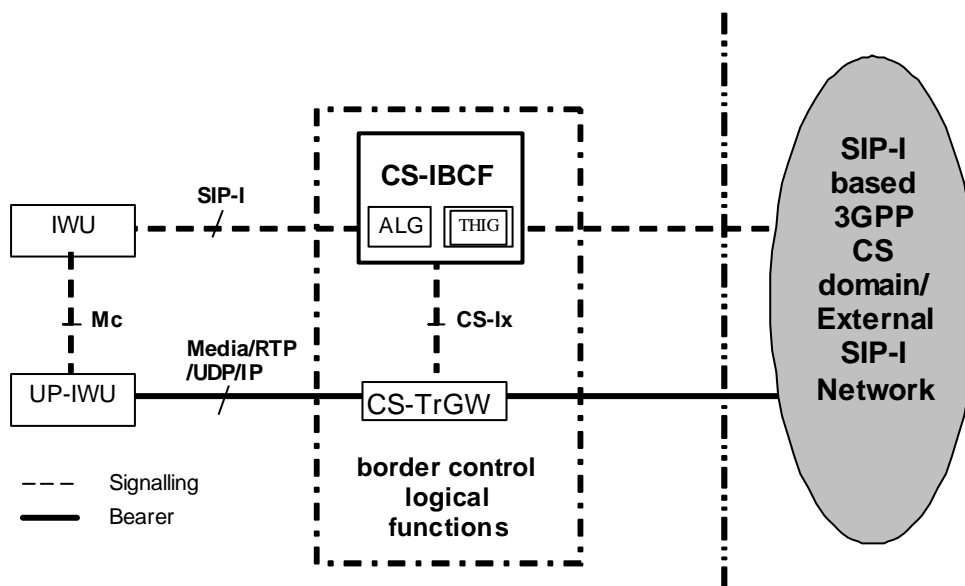 CS-IBCF
ALG
THIG
SIP-I
IWU
Mc
CS-Ix
Media/RTP
/UDP/IP
UP-IWU
CS-TrGW
border control
logical
functions
Signalling
Bearer
SIP-I
based
3GPP
CS
domain/
External
SIP-I
Network